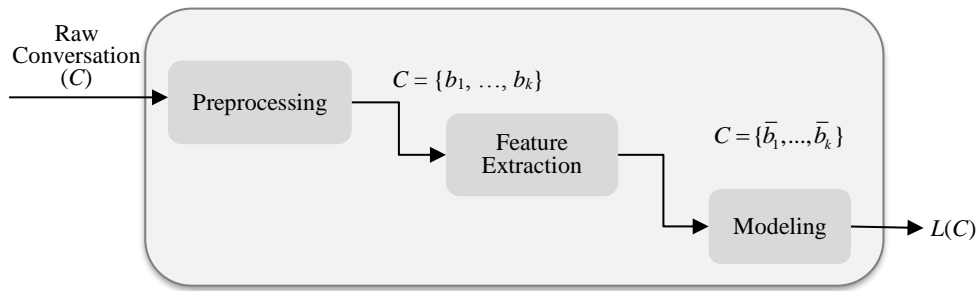 Raw
Conversation
(C)
Preprocessing
C = {b₁, …, bₖ}
Feature
Extraction
C = {b̄₁,...,b̄ₖ}
Modeling
L(C)